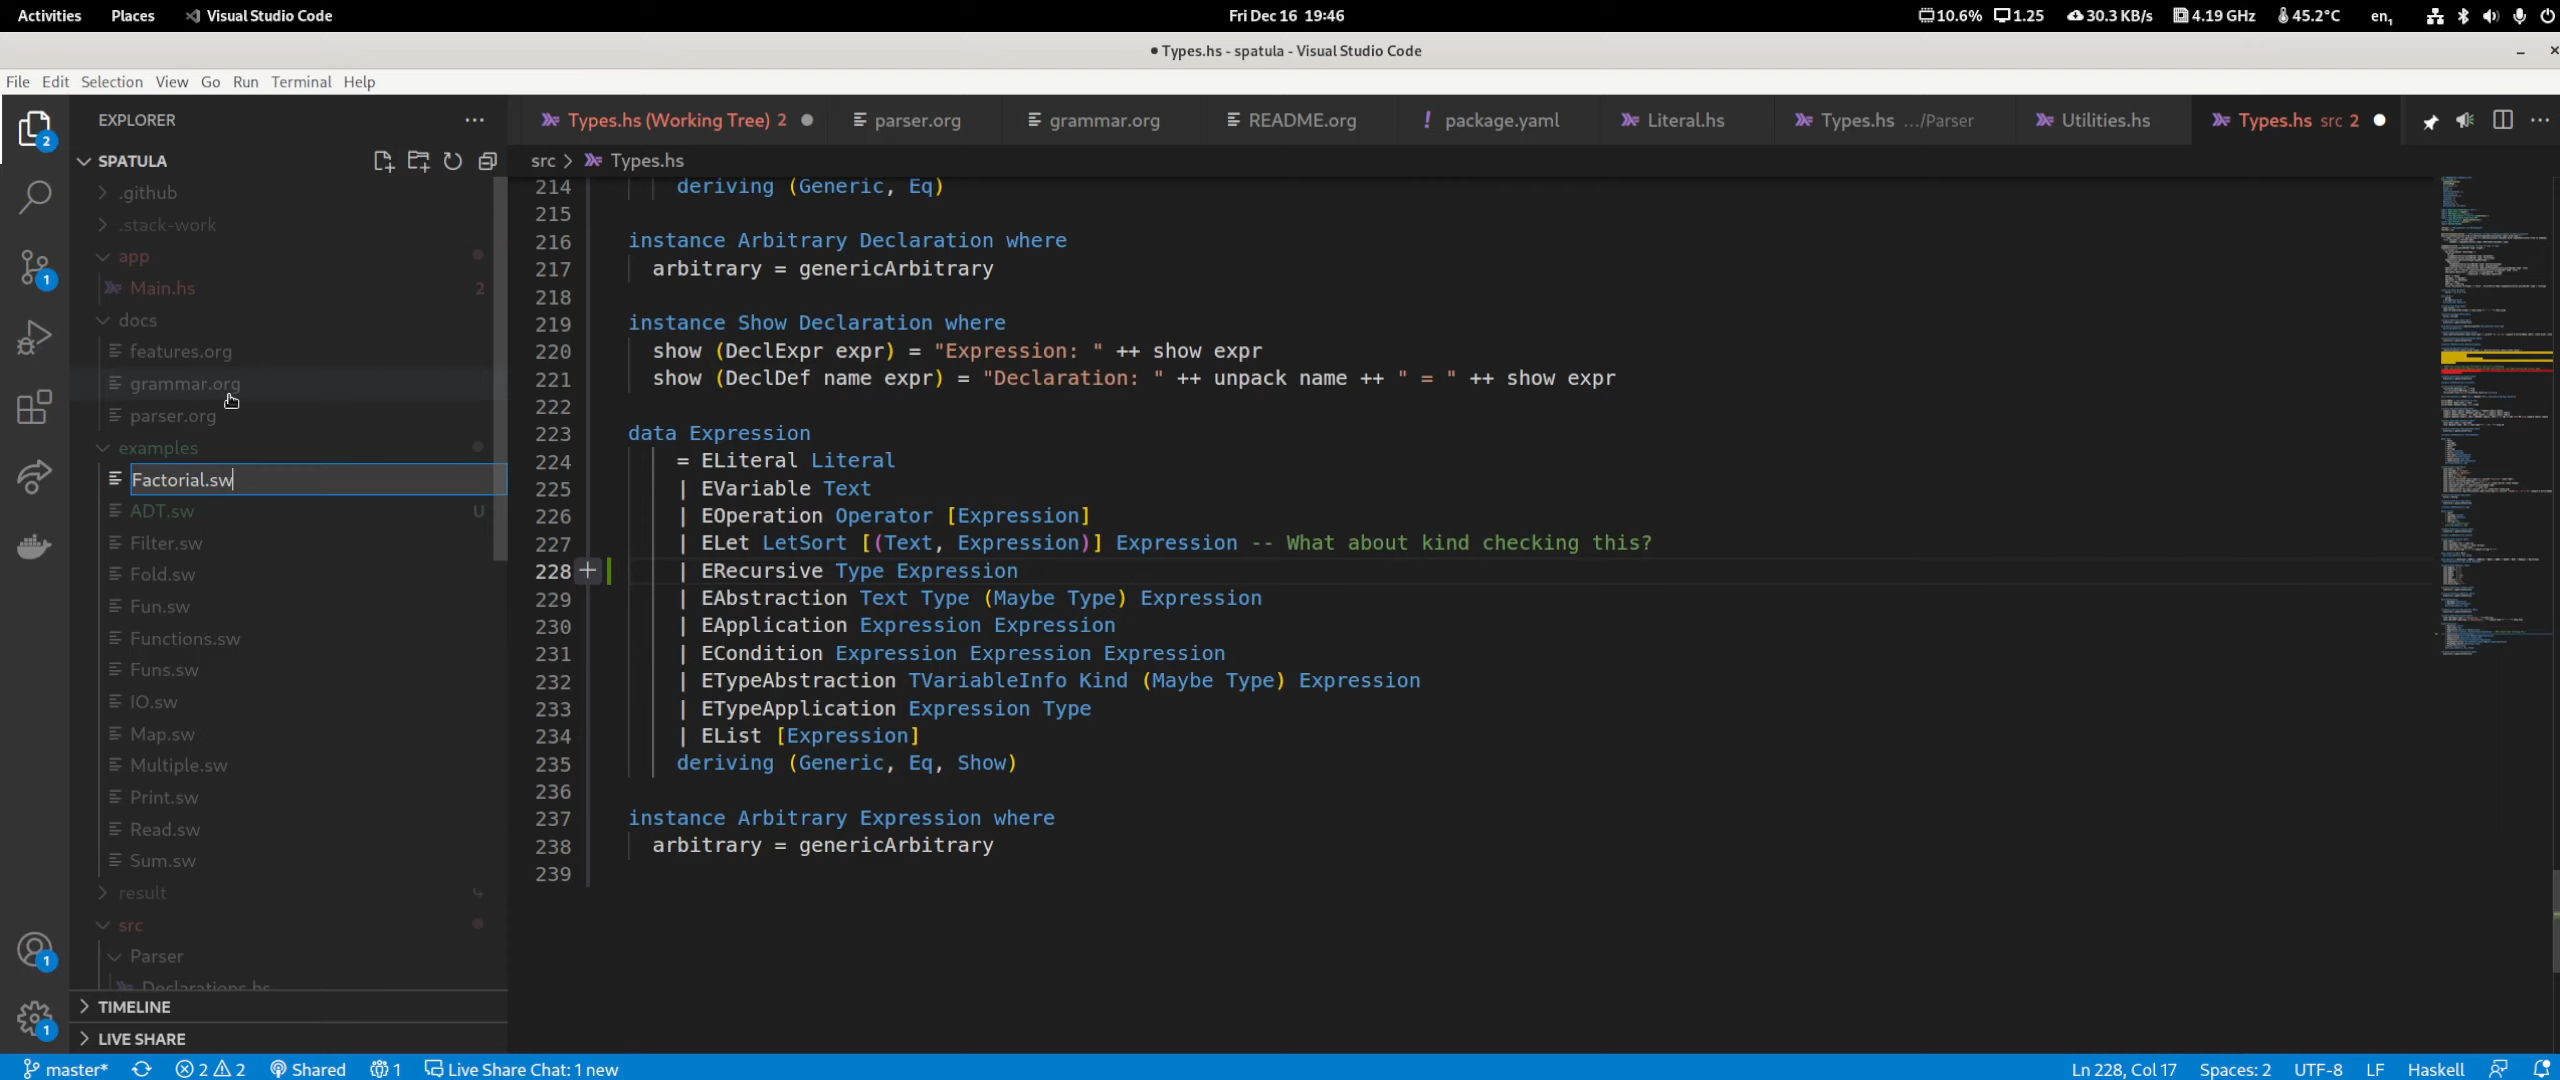 Activities Places Visual Studio Code Fri Dec 16 19:46 10.6% 1.25 30.3 KB/s 4.19 GHz 45.2°C en₁
● Types.hs - spatula - Visual Studio Code
File Edit Selection View Go Run Terminal Help
EXPLORER
Types.hs (Working Tree) 2 parser.org grammar.org README.org package.yaml Literal.hs Types.hs .../Parser Utilities.hs Types.hs src 2
SPATULA
src > Types.hs
.github
.stack-work
app
Main.hs 2
docs
features.org
grammar.org
parser.org
examples
Factorial.sw
ADT.sw U
Filter.sw
Fold.sw
Fun.sw
Functions.sw
Funs.sw
IO.sw
Map.sw
Multiple.sw
Print.sw
Read.sw
Sum.sw
result
src
Parser
Declarations.hs
TIMELINE
LIVE SHARE
214 deriving (Generic, Eq)
215
216 instance Arbitrary Declaration where
217 arbitrary = genericArbitrary
218
219 instance Show Declaration where
220 show (DeclExpr expr) = "Expression: " ++ show expr
221 show (DeclDef name expr) = "Declaration: " ++ unpack name ++ " = " ++ show expr
222
223 data Expression
224 = ELiteral Literal
225 | EVariable Text
226 | EOperation Operator [Expression]
227 | ELet LetSort [(Text, Expression)] Expression -- What about kind checking this?
228 | ERecursive Type Expression
229 | EAbstraction Text Type (Maybe Type) Expression
230 | EApplication Expression Expression
231 | ECondition Expression Expression Expression
232 | ETypeAbstraction TVariableInfo Kind (Maybe Type) Expression
233 | ETypeApplication Expression Type
234 | EList [Expression]
235 deriving (Generic, Eq, Show)
236
237 instance Arbitrary Expression where
238 arbitrary = genericArbitrary
239
2
1
1
1
master* 2 2 Shared 1 Live Share Chat: 1 new Ln 228, Col 17 Spaces: 2 UTF-8 LF Haskell